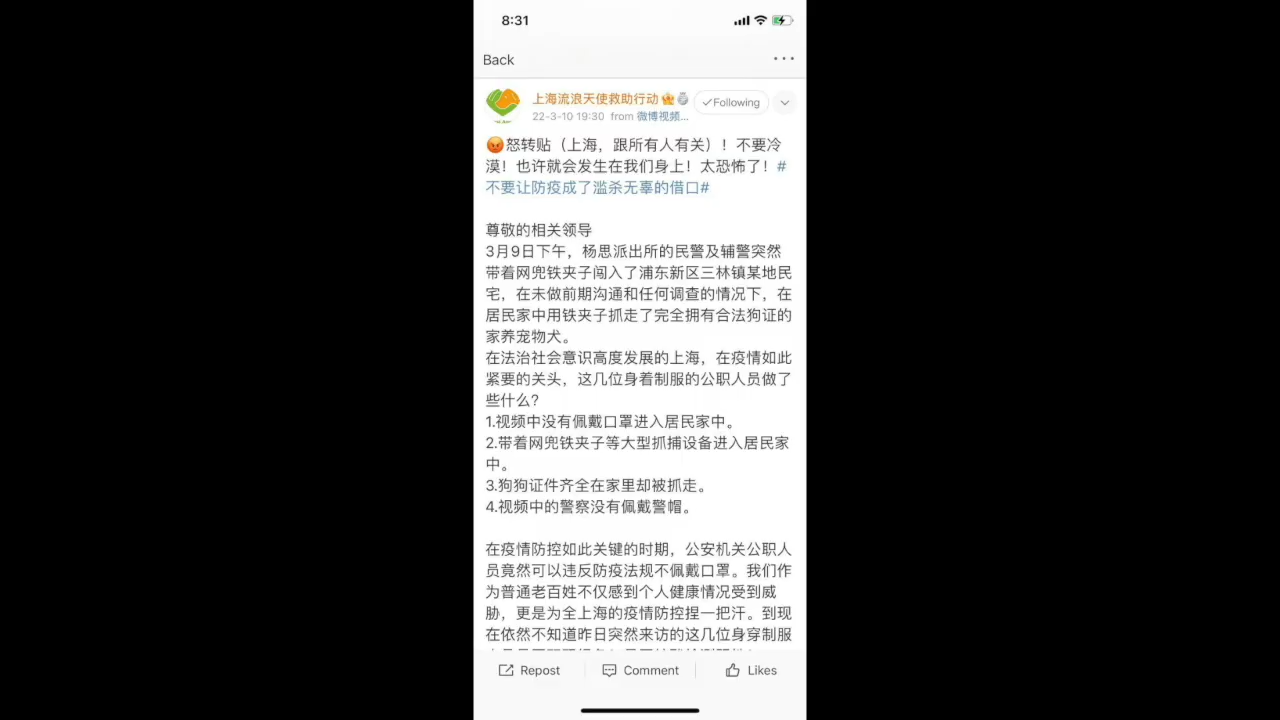 8:31
Back
上海流浪天使救助行动
Following
22-3-10 19:30 from 微博视频...
怒转贴（上海，跟所有人有关）！不要冷
漠！也许就会发生在我们身上！太恐怖了！#
不要让防疫成了滥杀无辜的借口#
尊敬的相关领导
3月9日下午，杨思派出所的民警及辅警突然
带着网兜铁夹子闯入了浦东新区三林镇某地民
宅，在未做前期沟通和任何调查的情况下，在
居民家中用铁夹子抓走了完全拥有合法狗证的
家养宠物犬。
在法治社会意识高度发展的上海，在疫情如此
紧要的关头，这几位身着制服的公职人员做了
些什么?
1.视频中没有佩戴口罩进入居民家中。
2.带着网兜铁夹子等大型抓捕设备进入居民家
中。
3.狗狗证件齐全在家里却被抓走。
4.视频中的警察没有佩戴警帽。
在疫情防控如此关键的时期，公安机关公职人
员竟然可以违反防疫法规不佩戴口罩。我们作
为普通老百姓不仅感到个人健康情况受到威
胁，更是为全上海的疫情防控捏一把汗。到现
在依然不知道昨日突然来访的这几位身穿制服
Repost
Comment
Likes